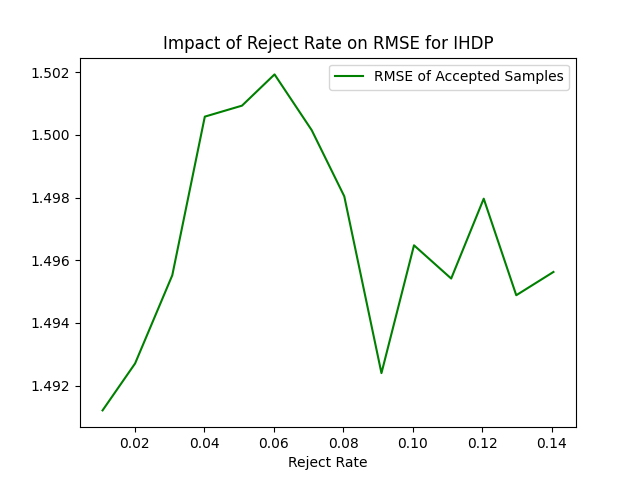 Impact of Reject Rate on RMSE for IHDP
RMSE of Accepted Samples
1.502
1.500
1.498
1.496
1.494
1.492
0.02 0.04 0.06 0.08 0.10 0.12 0.14
Reject Rate